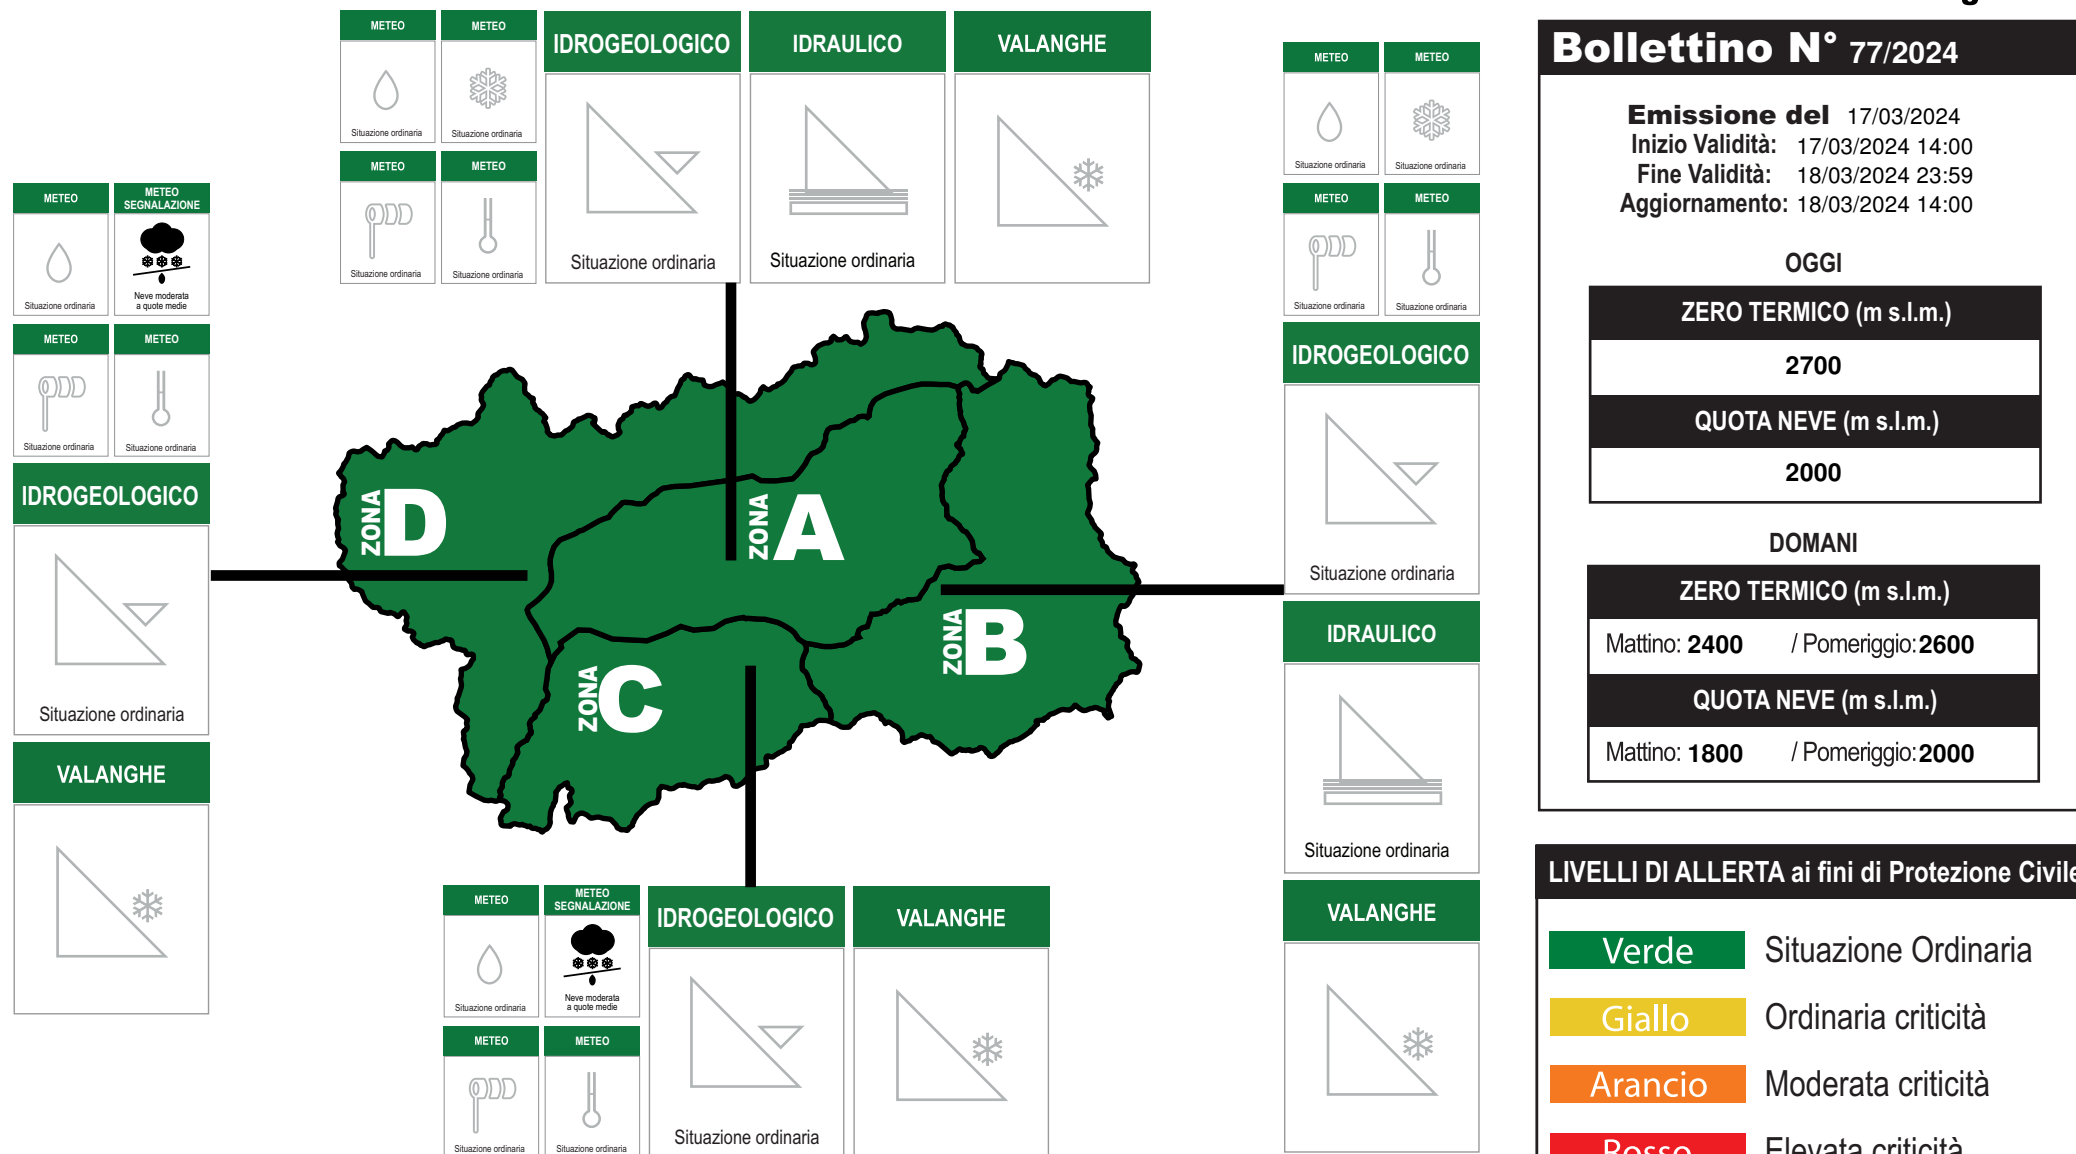 METEO
METEO
Situazione ordinaria
Situazione ordinaria
METEO
METEO
Situazione ordinaria
Situazione ordinaria
IDROGEOLOGICO
Situazione ordinaria
IDRAULICO
Situazione ordinaria
VALANGHE
METEO
METEO
SEGNALAZIONE
Situazione ordinaria
Neve moderata
a quote medie
METEO
METEO
Situazione ordinaria
Situazione ordinaria
IDROGEOLOGICO
Situazione ordinaria
VALANGHE
ZONA D
ZONA A
ZONA B
ZONA C
METEO
METEO
Situazione ordinaria
Situazione ordinaria
METEO
METEO
Situazione ordinaria
Situazione ordinaria
IDROGEOLOGICO
Situazione ordinaria
IDRAULICO
Situazione ordinaria
VALANGHE
METEO
METEO
SEGNALAZIONE
Situazione ordinaria
Neve moderata
a quote medie
METEO
METEO
Situazione ordinaria
Situazione ordinaria
IDROGEOLOGICO
Situazione ordinaria
VALANGHE
Bollettino N° 77/2024
Emissione del 17/03/2024
Inizio Validità: 17/03/2024 14:00
Fine Validità: 18/03/2024 23:59
Aggiornamento: 18/03/2024 14:00
OGGI
ZERO TERMICO (m s.l.m.)
2700
QUOTA NEVE (m s.l.m.)
2000
DOMANI
ZERO TERMICO (m s.l.m.)
Mattino: 2400 / Pomeriggio: 2600
QUOTA NEVE (m s.l.m.)
Mattino: 1800 / Pomeriggio: 2000
LIVELLI DI ALLERTA ai fini di Protezione Civile
Verde Situazione Ordinaria
Giallo Ordinaria criticità
Arancio Moderata criticità
Rosso Elevata criticità